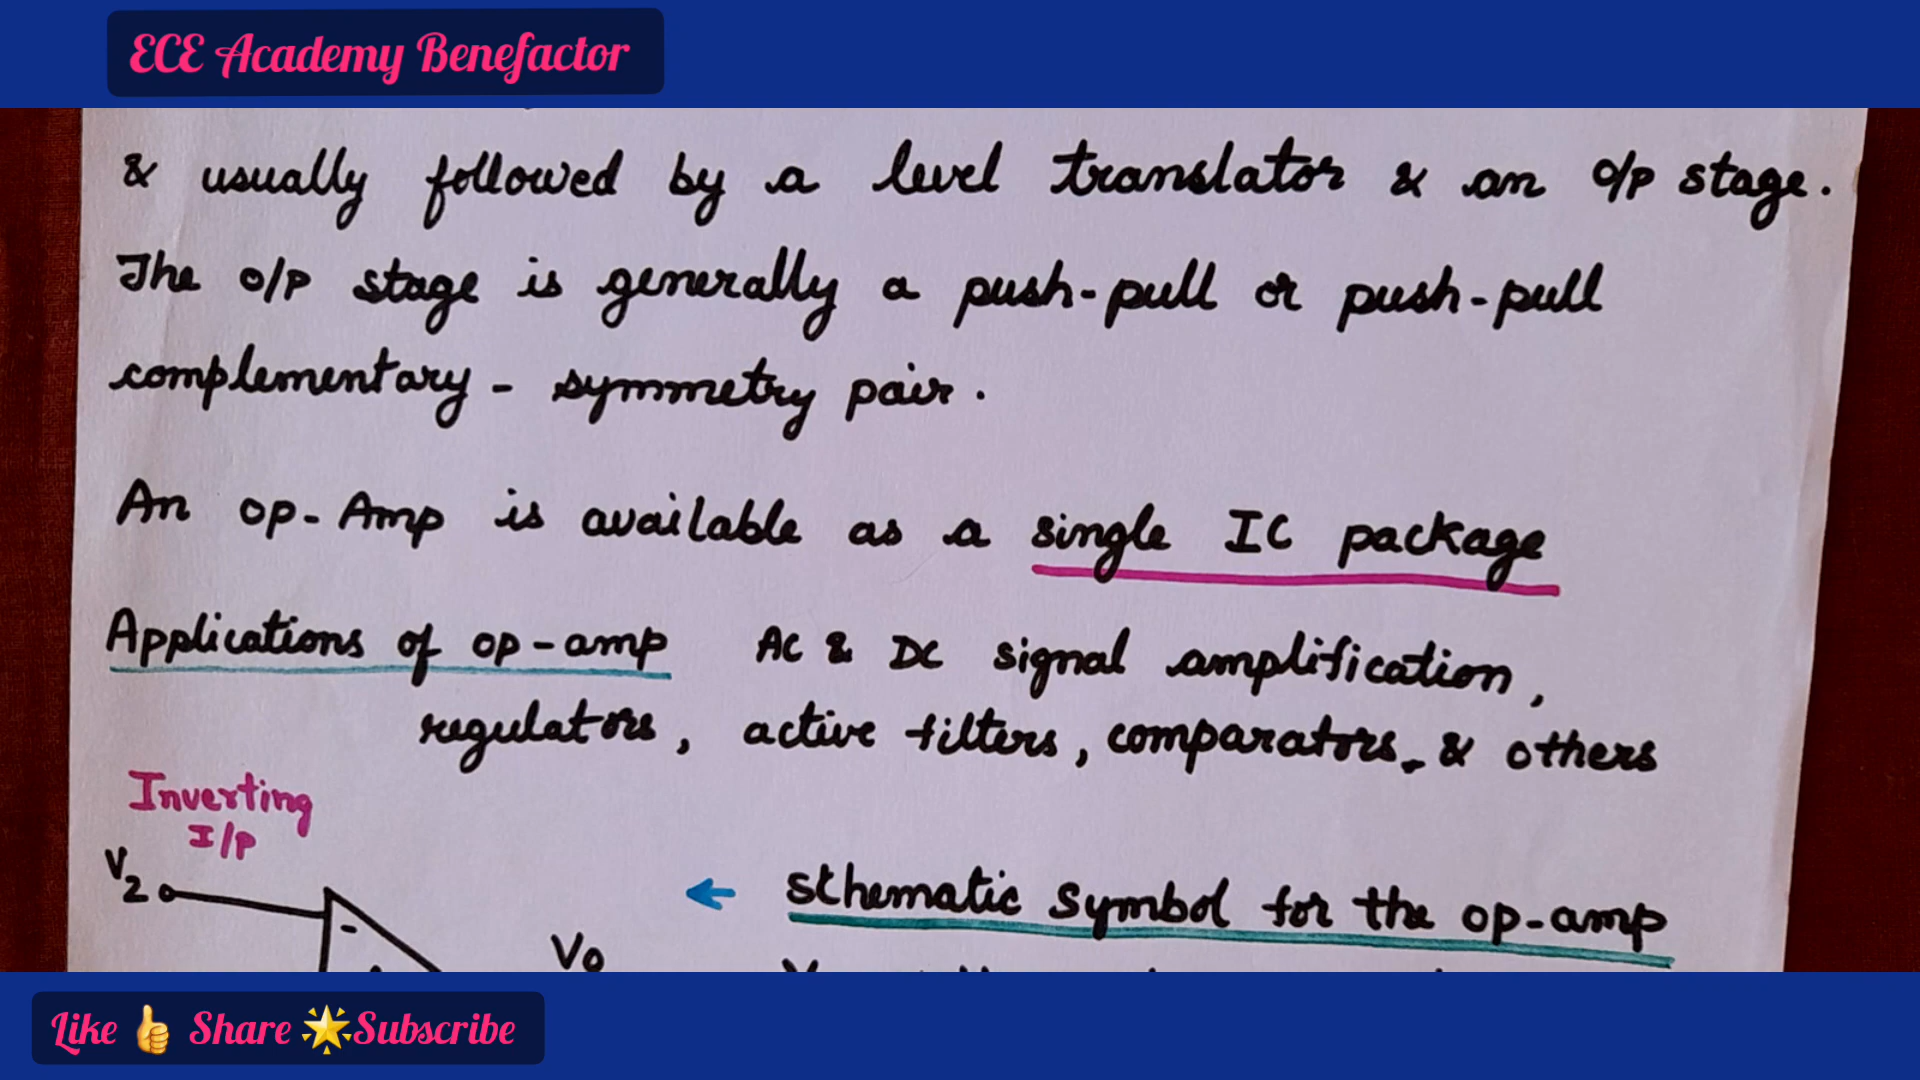 ECE Academy Benefactor
& usually followed by a level translator & an o/p stage.
The o/p stage is generally a push-pull or push-pull
complementary - symmetry pair.
An op-Amp is available as a single IC package
Applications of op-amp AC & DC signal amplification,
regulators, active filters, comparators. & others
Inverting
I/p
V2
-
Vo
← schematic symbol for the op-amp
Like 👍 Share 🌟Subscribe